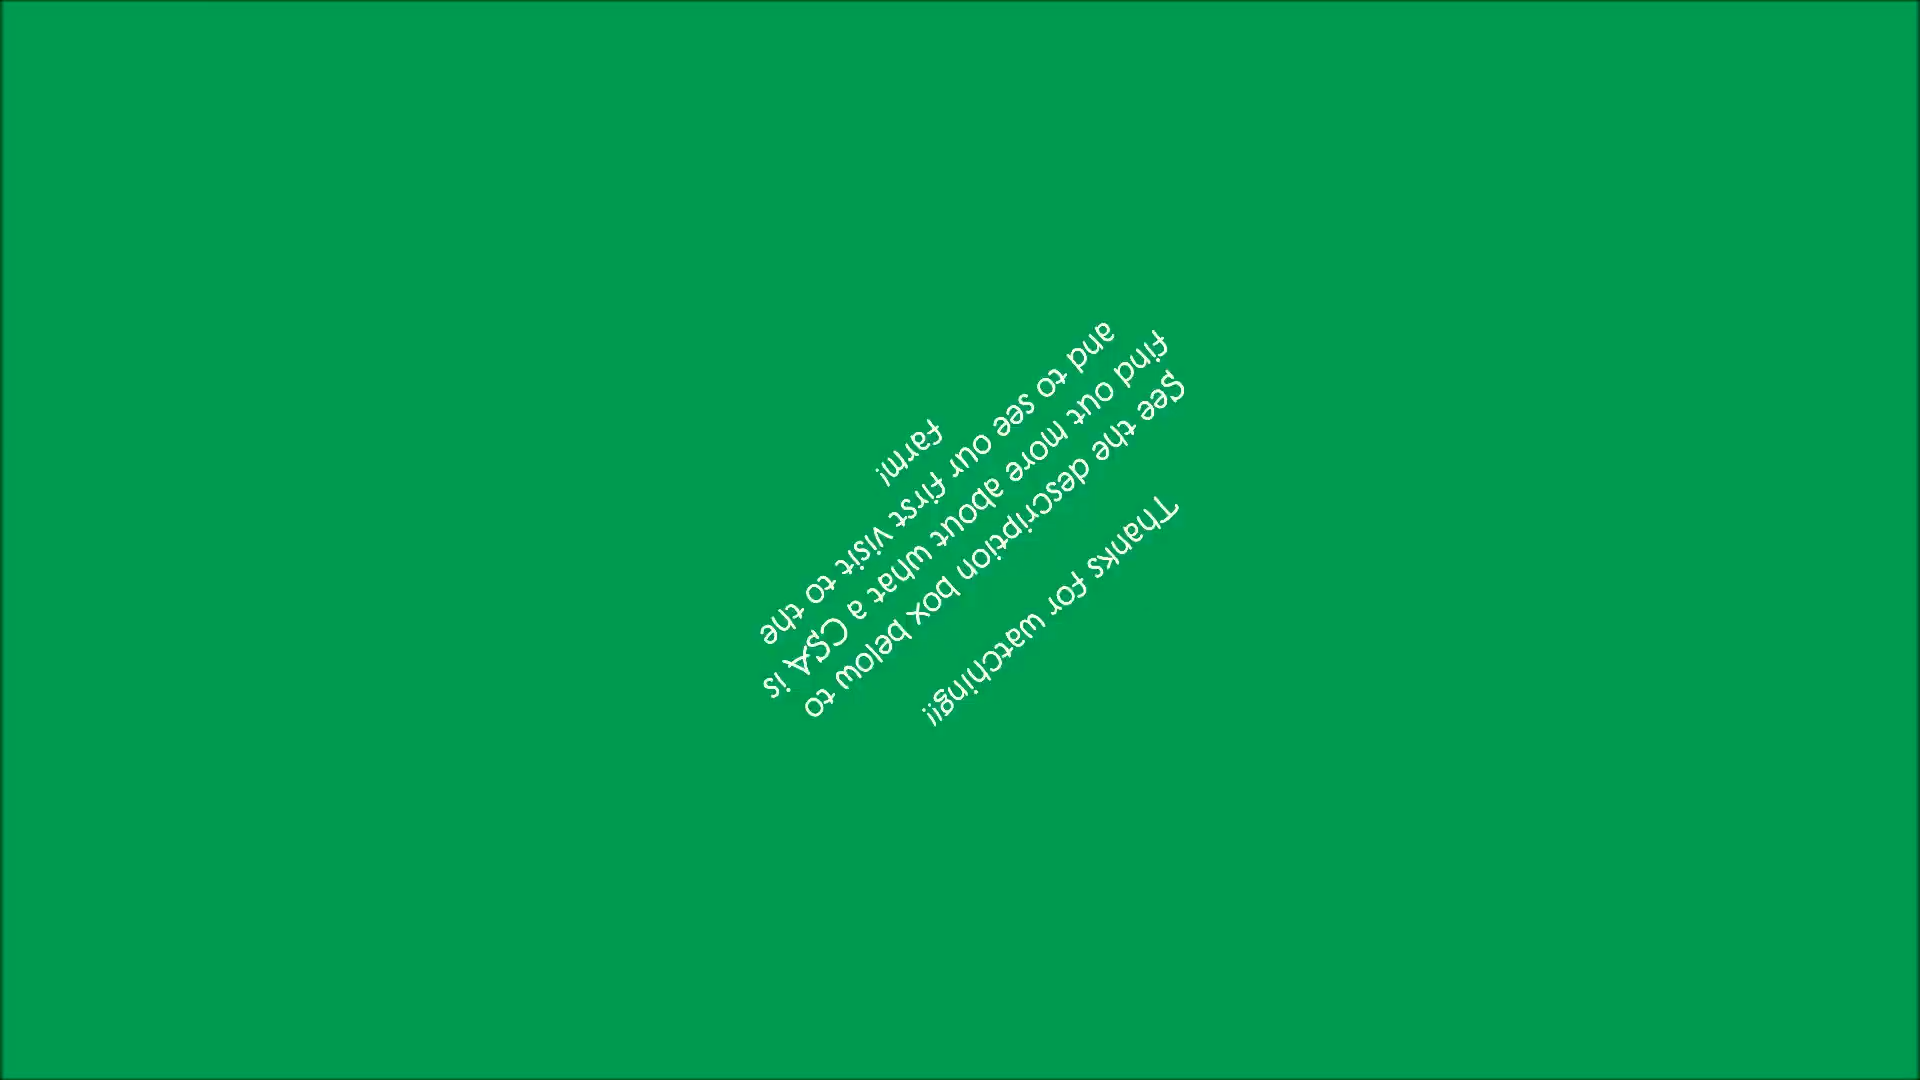 Thanks for watching!!
See the description box below to
find out more about what a CSA is
and to see our first visit to the
farm!